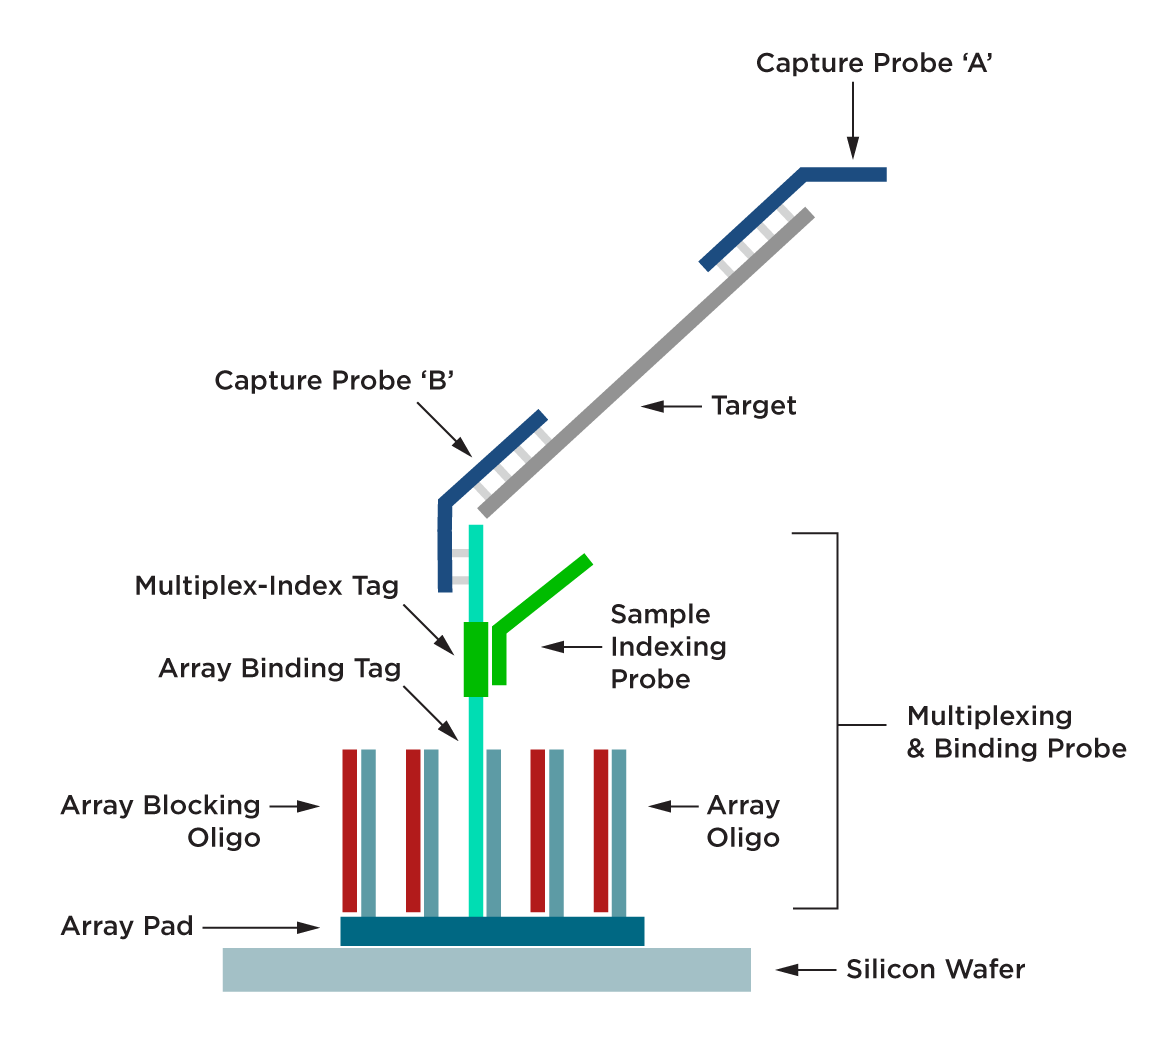 Capture Probe ‘A’
Capture Probe ‘B’
Target
Multiplex-Index Tag
Sample
Indexing
Probe
Array Binding Tag
Multiplexing
& Binding Probe
Array Blocking
Oligo
Array
Oligo
Array Pad
Silicon Wafer